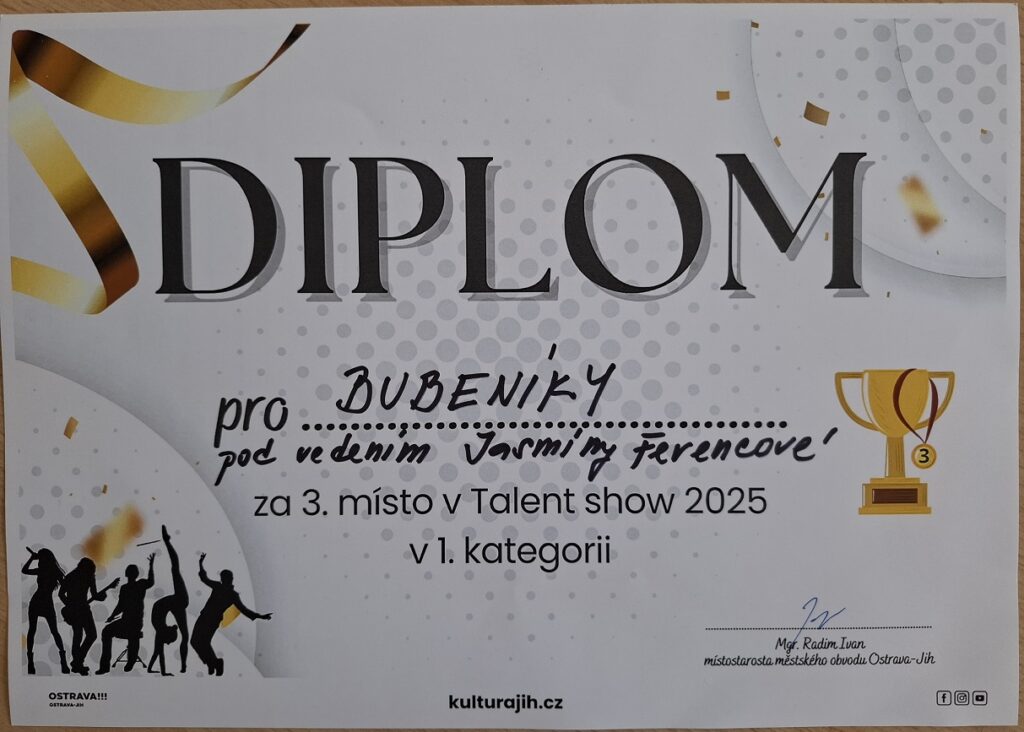 DIPLOM
pro BUBENÍKY
pod vedením Jasmíny Ferencové
za 3. místo v Talent show 2025
v 1. kategorii
3
Mgr. Radim Ivan
místostarosta městského obvodu Ostrava-Jih
OSTRAVA!!!
OSTRAVA-JIH
kulturajih.cz